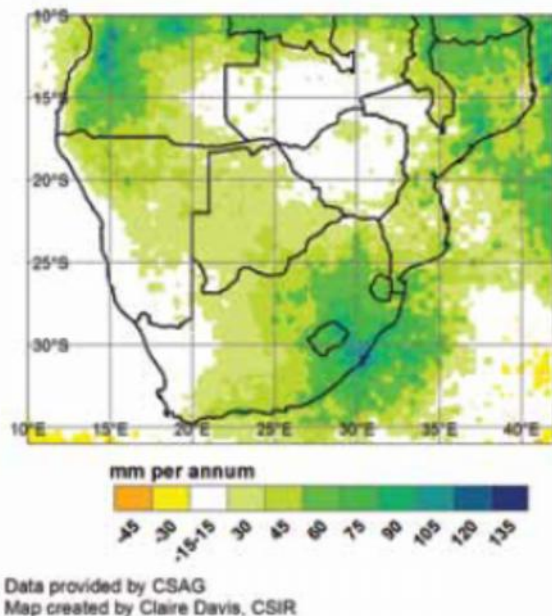 10°S
15°S
20°S
25°S
30°S
10°E 15°E 20°E 25°E 30°E 35°E 40°E
mm per annum
-45 -30 -15-15 30 45 60 75 90 105 120 135
Data provided by CSAG
Map created by Claire Davis, CSIR